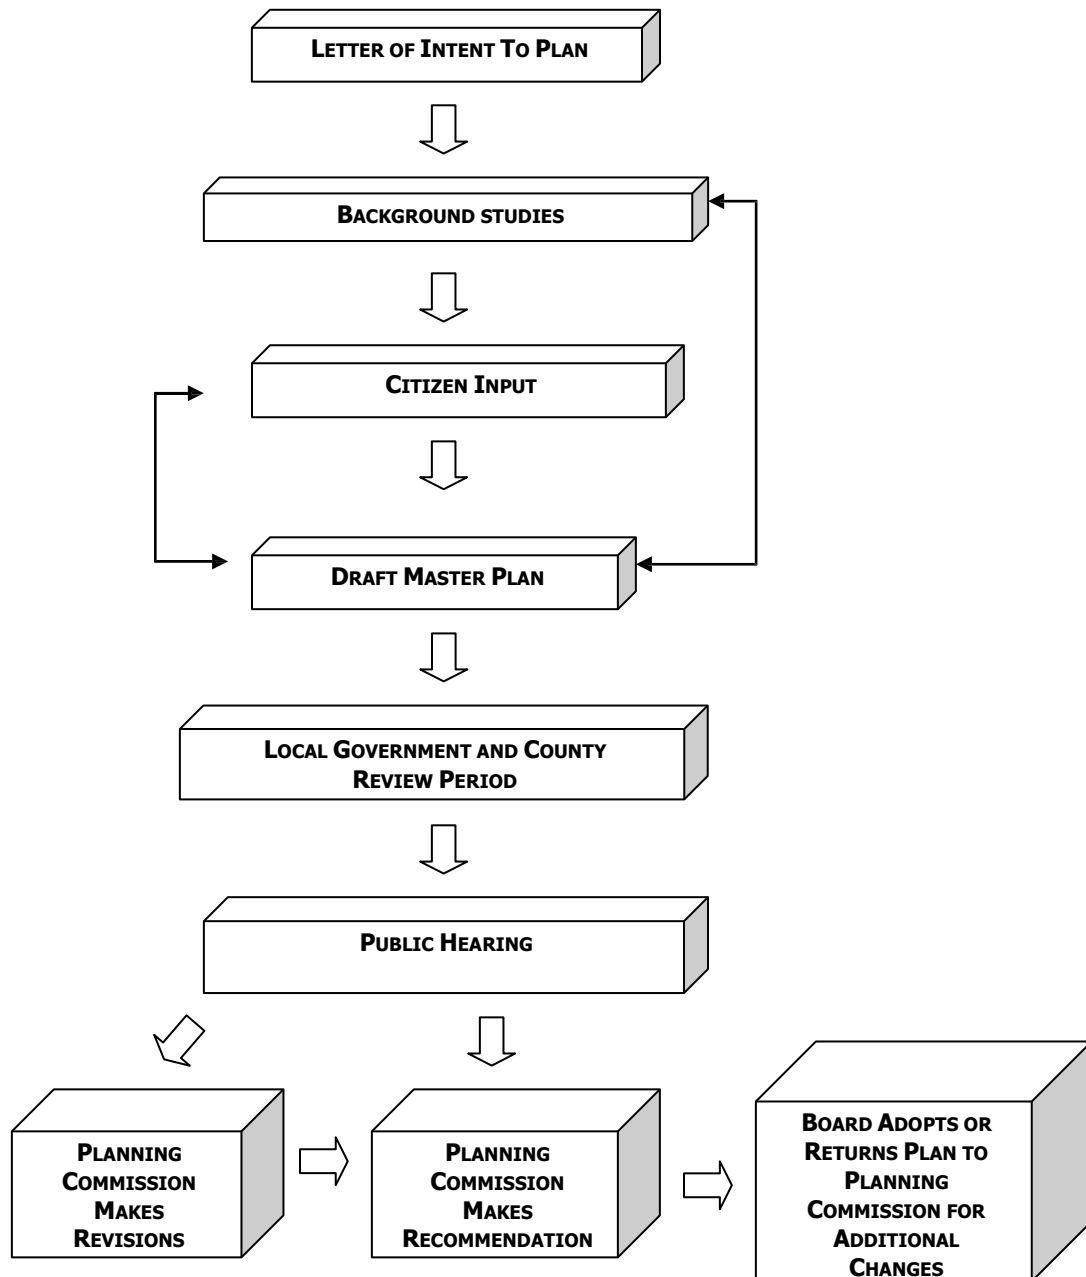 LETTER OF INTENT TO PLAN
BACKGROUND STUDIES
CITIZEN INPUT
DRAFT MASTER PLAN
LOCAL GOVERNMENT AND COUNTY
REVIEW PERIOD
PUBLIC HEARING
PLANNING
COMMISSION
MAKES
REVISIONS
PLANNING
COMMISSION
MAKES
RECOMMENDATION
BOARD ADOPTS OR
RETURNS PLAN TO
PLANNING
COMMISSION FOR
ADDITIONAL
CHANGES